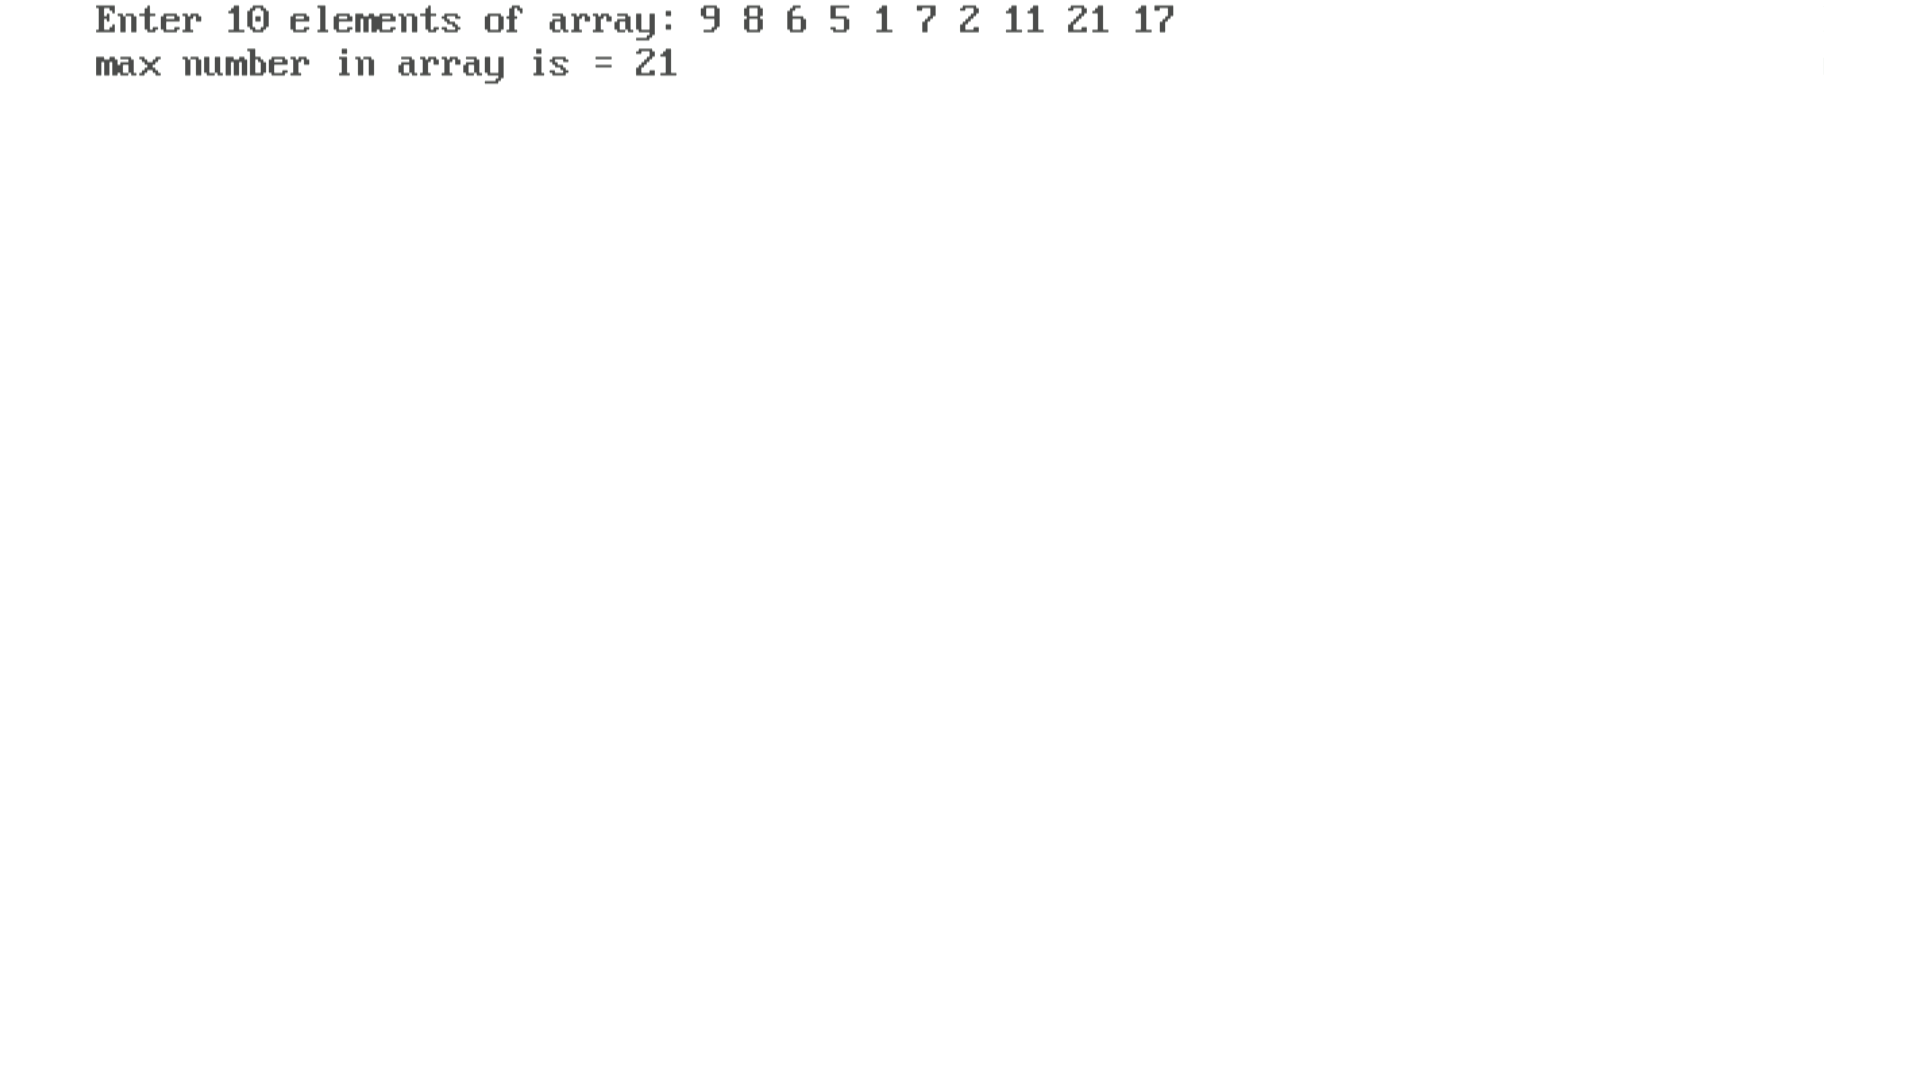 Enter 10 elements of array: 9 8 6 5 1 7 2 11 21 17
max number in array is = 21